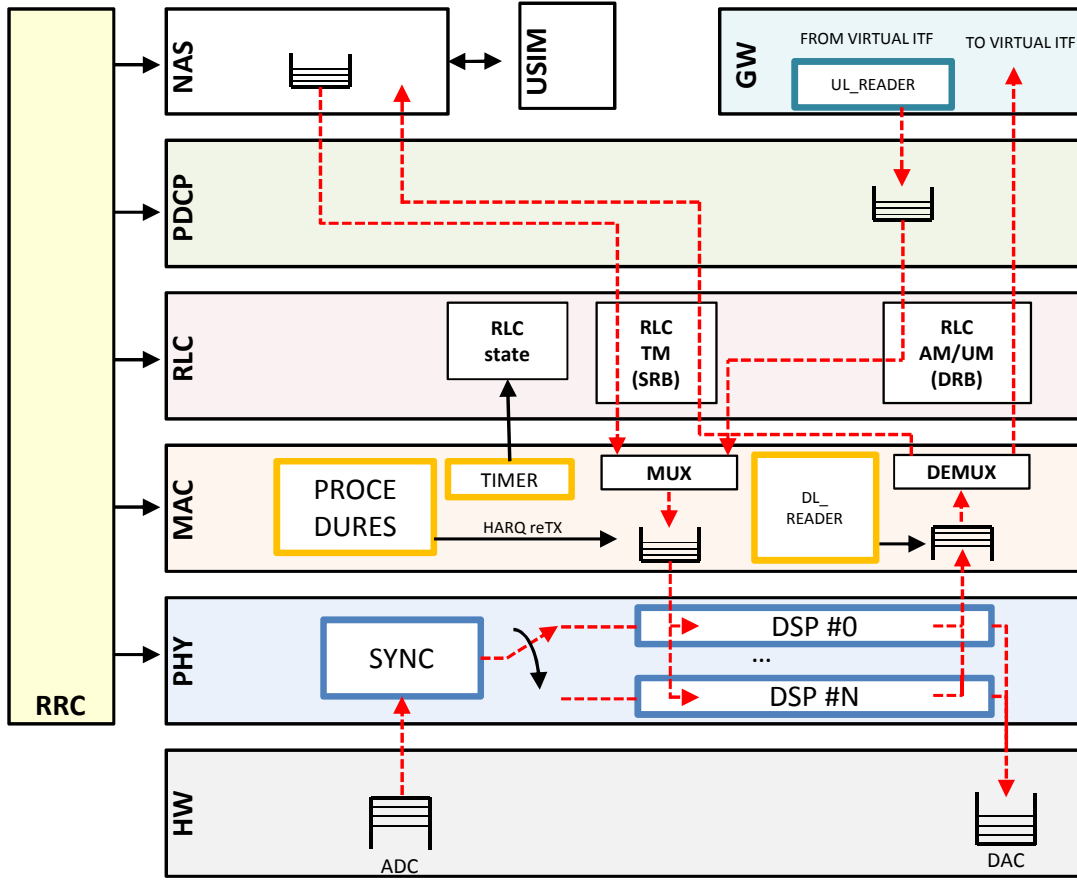 NAS
USIM
GW
FROM VIRTUAL ITF
TO VIRTUAL ITF
UL_READER
PDCP
RLC
RLC
state
RLC
TM
(SRB)
RLC
AM/UM
(DRB)
MAC
PROCE
DURES
TIMER
HARQ reTX
MUX
DL_
READER
DEMUX
PHY
SYNC
DSP #0
...
DSP #N
RRC
HW
ADC
DAC